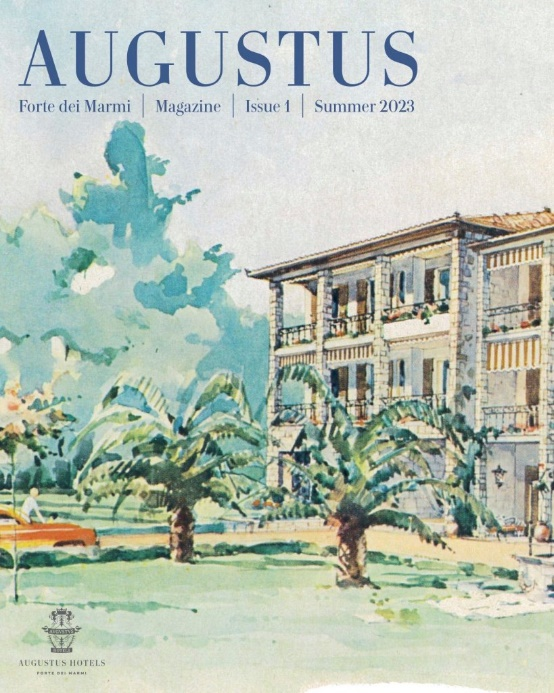 AUGUSTUS
Forte dei Marmi | Magazine | Issue 1 | Summer 2023
AUGUSTUS HOTELS
FORTE DEI MARMI